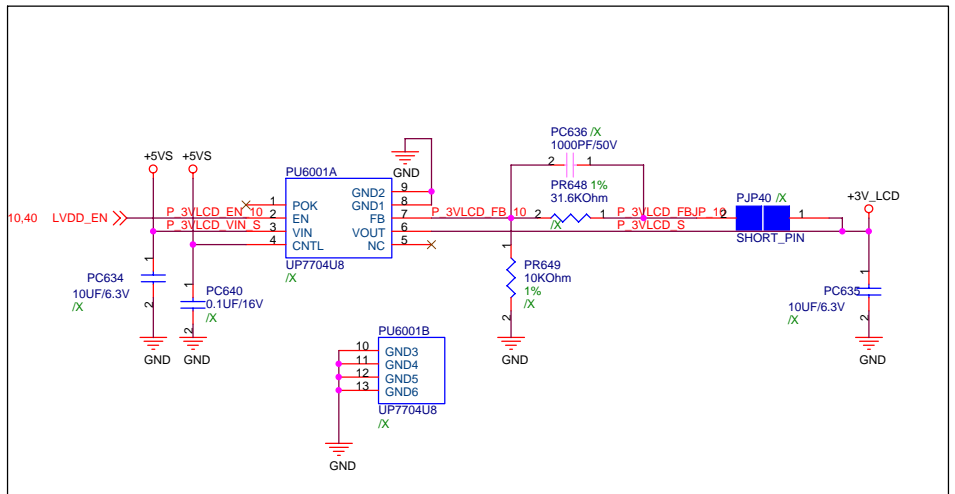 PC636 /X
1000PF/50V
2 1
+5VS +5VS
GND
PU6001A
PR648 1%
31.6KOhm
GND2 9
GND1 8
1 POK
10,40 LVDD_EN
P_3VLCD_EN_10 2 EN
FB 7 P_3VLCD_FB_10 2 1 P_3VLCD_FBJP_10 2 PJP40 /X 1
+3V_LCD
/X
P_3VLCD_VIN_S 3 VIN
VOUT 6 P_3VLCD_S
4 CNTL
NC 5
SHORT_PIN
UP7704U8
/X
1
PC634
10UF/6.3V
/X
2
1
PC640
0.1UF/16V
/X
2
1
PR649
10KOhm
1%
/X
2
1
PC635
10UF/6.3V
/X
2
GND GND GND GND
PU6001B
10 GND3
11 GND4
12 GND5
13 GND6
UP7704U8
/X
GND